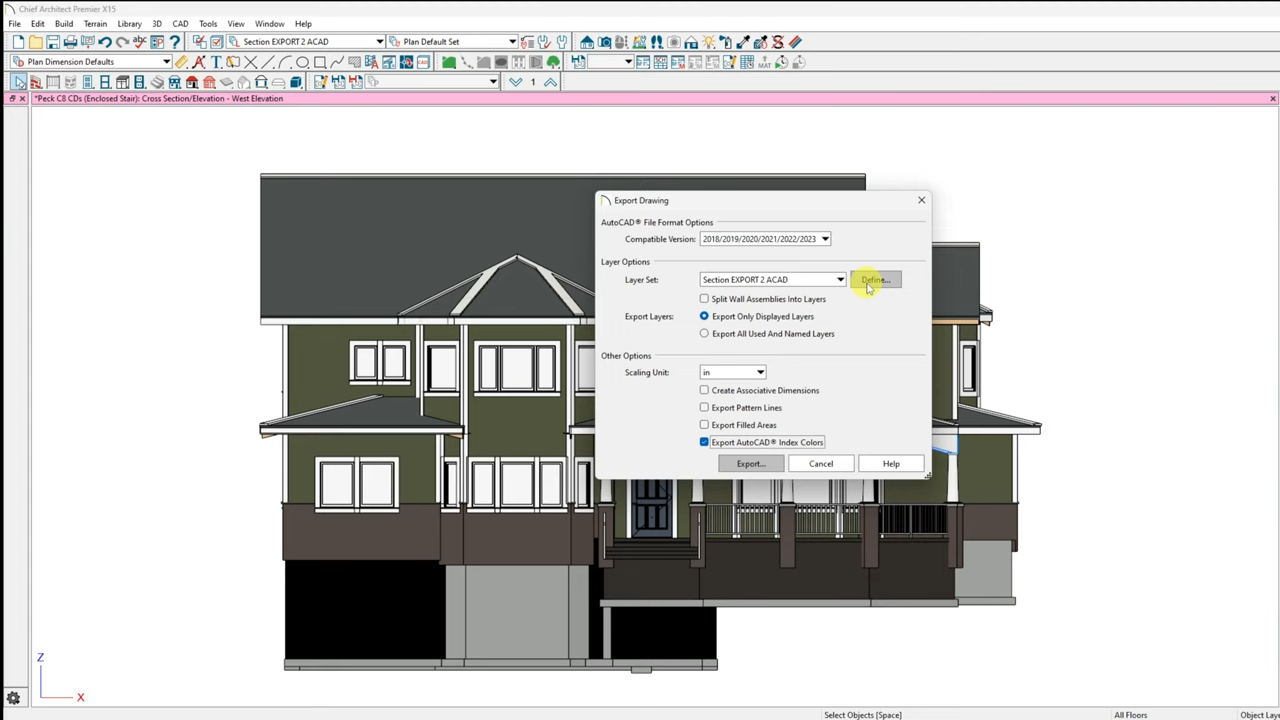 Chief Architect Premier X15
File Edit Build Terrain Library 3D CAD Tools View Window Help
Section EXPORT 2 ACAD Plan Default Set
Plan Dimension Defaults
1
*Peck C8 CDs (Enclosed Stair): Cross Section/Elevation - West Elevation
Export Drawing
AutoCAD® File Format Options
Compatible Version: 2018/2019/2020/2021/2022/2023
Layer Options
Layer Set: Section EXPORT 2 ACAD Define...
Split Wall Assemblies Into Layers
Export Layers: Export Only Displayed Layers
Export All Used And Named Layers
Other Options
Scaling Unit: in
Create Associative Dimensions
Export Pattern Lines
Export Filled Areas
Export AutoCAD® Index Colors
Export... Cancel Help
Z
X
Select Objects [Space] All Floors Object Lay